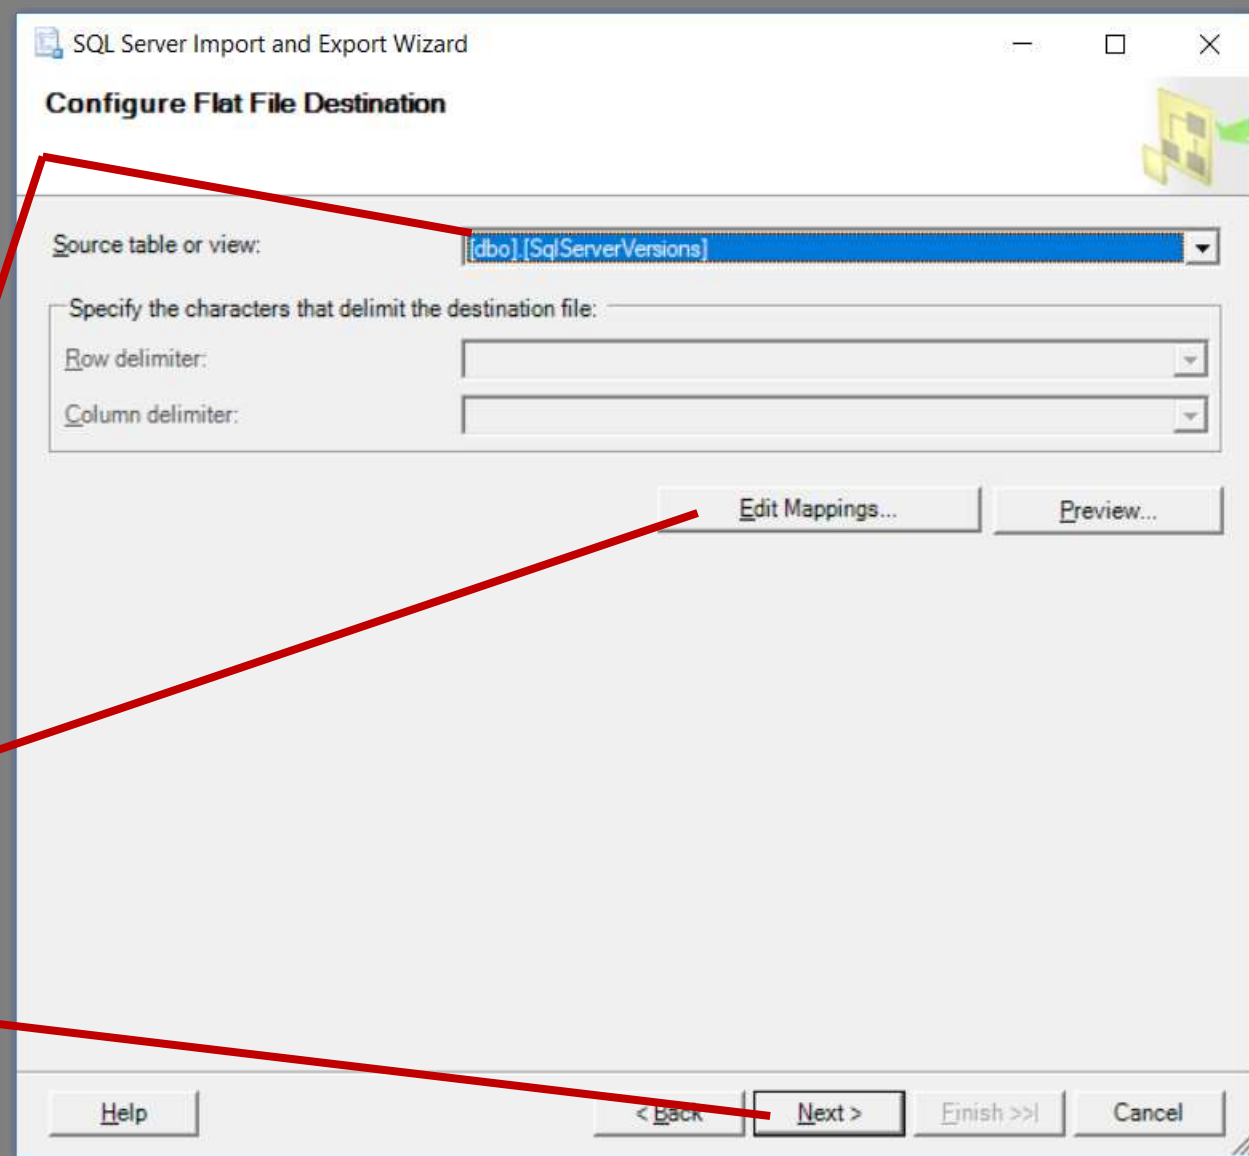 SQL Server Import and Export Wizard
Configure Flat File Destination
Source table or view: [dbo].[SqlServerVersions]
Specify the characters that delimit the destination file:
Row delimiter:
Column delimiter:
Edit Mappings... Preview...
Help < Back Next > Finish >>| Cancel